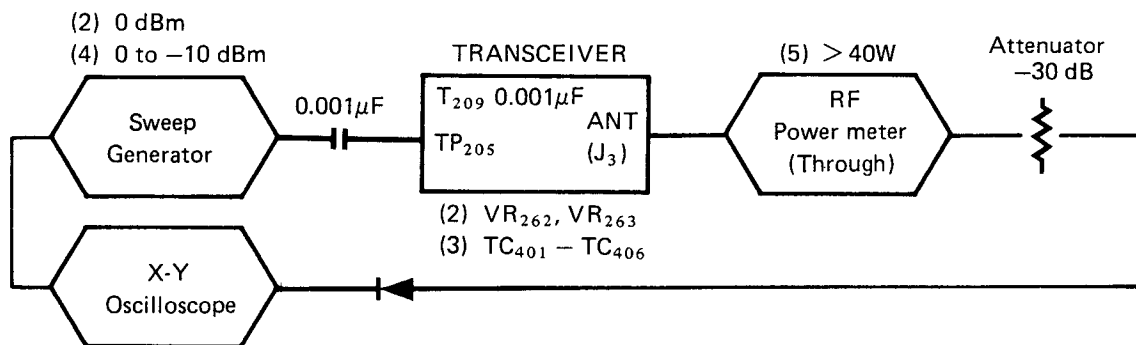 (2) 0 dBm
(4) 0 to −10 dBm
Sweep
Generator
0.001μF
TRANSCEIVER
T₂₀₉ 0.001μF
TP₂₀₅
ANT
(J₃)
(2) VR₂₆₂, VR₂₆₃
(3) TC₄₀₁ − TC₄₀₆
(5) > 40W
RF
Power meter
(Through)
Attenuator
−30 dB
X-Y
Oscilloscope